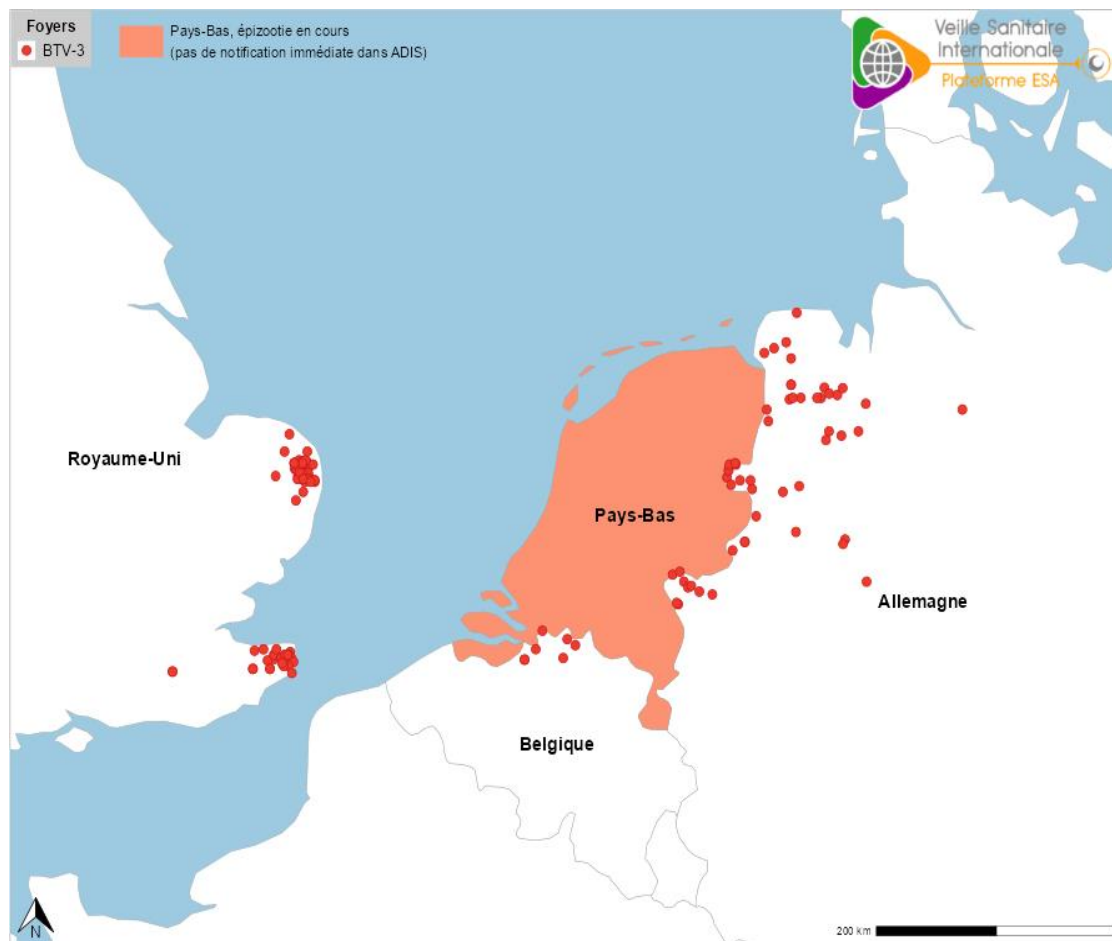 Foyers
BTV-3
Pays-Bas, épizootie en cours
(pas de notification immédiate dans ADIS)
Veille Sanitaire
Internationale
Plateforme ESA
Royaume-Uni
Pays-Bas
Allemagne
Belgique
N
200 km